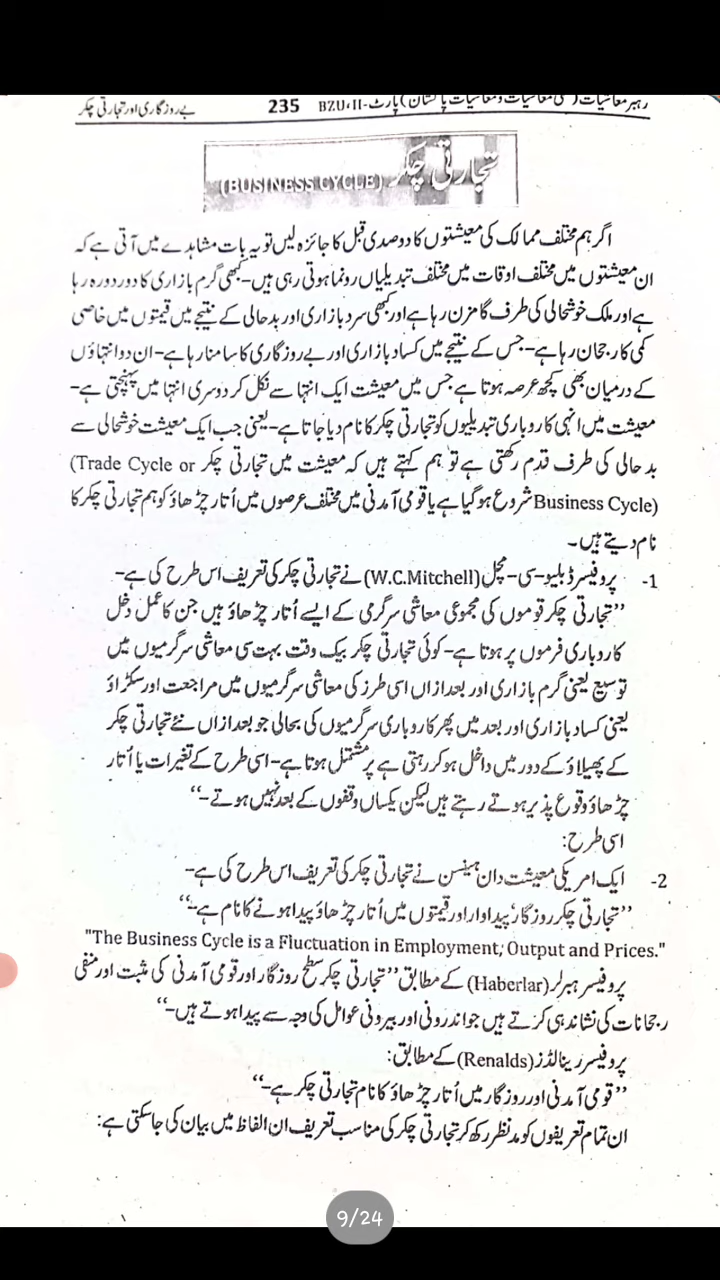 رہبر معاشیات (ملکی معاشیات و معاشیات پاکستان) پارٹ-II، BZU 235 بے روزگاری اور تجارتی چکر
تجارتی چکر (BUSINESS CYCLE)
اگر ہم مختلف ممالک کی معیشتوں کا دو صدی قبل کا جائزہ لیں تو یہ بات مشاہدے میں آتی ہے کہ
ان معیشتوں میں مختلف اوقات میں مختلف تبدیلیاں رونما ہوتی رہی ہیں۔ کبھی گرم بازاری کا دور دورہ رہا
ہے اور ملک خوشحالی کی طرف گامزن رہا ہے اور کبھی سرد بازاری اور بدحالی کے نتیجے میں قیمتوں میں خاصی
کمی کا رجحان رہا ہے۔ جس کے نتیجے میں کساد بازاری اور بے روزگاری کا سامنا رہا ہے۔ ان دو انتہاؤں
کے درمیان بھی کچھ عرصہ ہوتا ہے جس میں معیشت ایک انتہا سے نکل کر دوسری انتہا میں پہنچتی ہے۔
معیشت میں انہی کاروباری تبدیلیوں کو تجارتی چکر کا نام دیا جاتا ہے۔ یعنی جب ایک معیشت خوشحالی سے
بدحالی کی طرف قدم رکھتی ہے تو ہم کہتے ہیں کہ معیشت میں تجارتی چکر (Trade Cycle or
Business Cycle) شروع ہو گیا ہے یا قومی آمدنی میں مختلف عرصوں میں اُتار چڑھاؤ کو ہم تجارتی چکر کا
نام دیتے ہیں۔
1- پروفیسر ڈبلیو۔سی۔مچل (W.C.Mitchell) نے تجارتی چکر کی تعریف اس طرح کی ہے۔
’’تجارتی چکر قوموں کی مجموعی معاشی سرگرمی کے ایسے اُتار چڑھاؤ ہیں جن کا عمل دخل
کاروباری فرموں پر ہوتا ہے۔ کوئی تجارتی چکر بیک وقت بہت سی معاشی سرگرمیوں میں
توسیع یعنی گرم بازاری اور بعد ازاں اسی طرز کی معاشی سرگرمیوں میں مراجعت اور سکڑاؤ
یعنی کساد بازاری اور بعد میں پھر کاروباری سرگرمیوں کی بحالی جو بعد ازاں نئے تجارتی چکر
کے پھیلاؤ کے دور میں داخل ہو کر رہتی ہے پر مشتمل ہوتا ہے۔ اسی طرح کے تغیرات یا اُتار
چڑھاؤ وقوع پذیر ہوتے رہتے ہیں لیکن یکساں وقفوں کے بعد نہیں ہوتے۔‘‘
اسی طرح:
2- ایک امریکی معیشت دان ہینسن نے تجارتی چکر کی تعریف اس طرح کی ہے۔
’’تجارتی چکر روزگار، پیداوار اور قیمتوں میں اُتار چڑھاؤ پیدا ہونے کا نام ہے۔‘‘
"The Business Cycle is a Fluctuation in Employment, Output and Prices."
پروفیسر ہبرلر (Haberlar) کے مطابق ’’تجارتی چکر سطح روزگار اور قومی آمدنی کی مثبت اور منفی
رجحانات کی نشاندہی کرتے ہیں جو اندرونی اور بیرونی عوامل کی وجہ سے پیدا ہوتے ہیں۔‘‘
پروفیسر رینالڈز (Renalds) کے مطابق:
’’قومی آمدنی اور روزگار میں اُتار چڑھاؤ کا نام تجارتی چکر ہے۔‘‘
ان تمام تعریفوں کو مدنظر رکھ کر تجارتی چکر کی مناسب تعریف ان الفاظ میں بیان کی جا سکتی ہے:
9/24